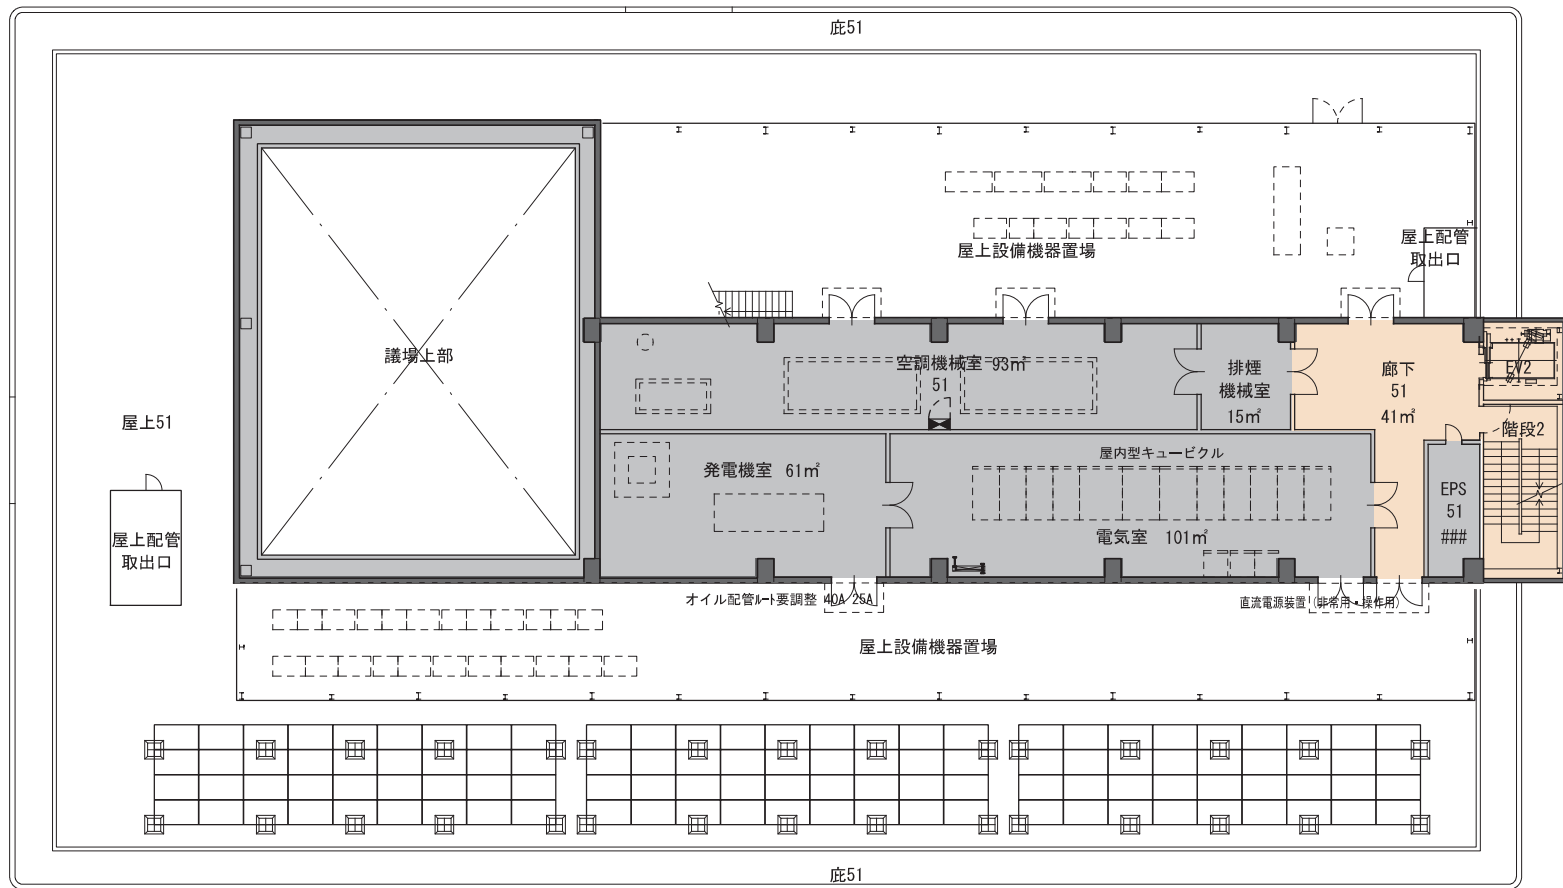 庇51
屋上設備機器置場
屋上配管
取出口
議場上部
空調機械室 93㎡
51
排煙
機械室
15㎡
廊下
51
41㎡
EV2
階段2
屋上51
屋内型キュービクル
発電機室 61㎡
電気室 101㎡
EPS
51
###
屋上配管
取出口
オイル配管ルート要調整 40A 25A
直流電源装置(非常用・操作用)
屋上設備機器置場
庇51